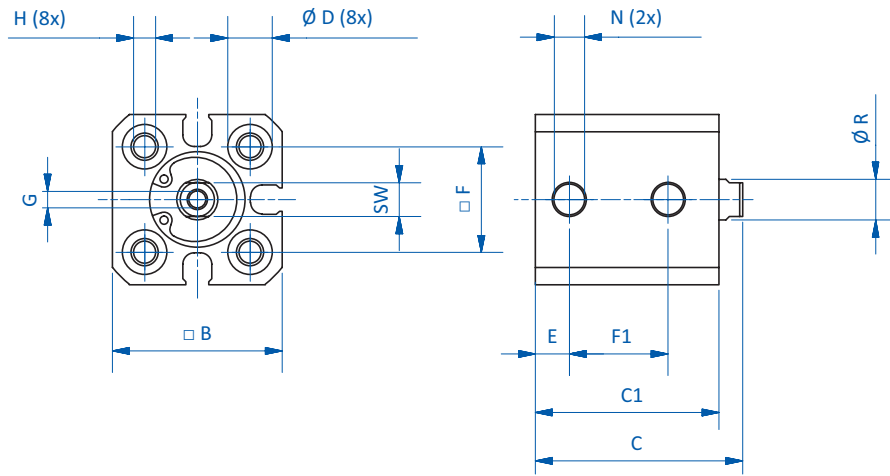 H (8x)
Ø D (8x)
N (2x)
Ø R
G
SW
□ F
□ B
E
F1
C1
C